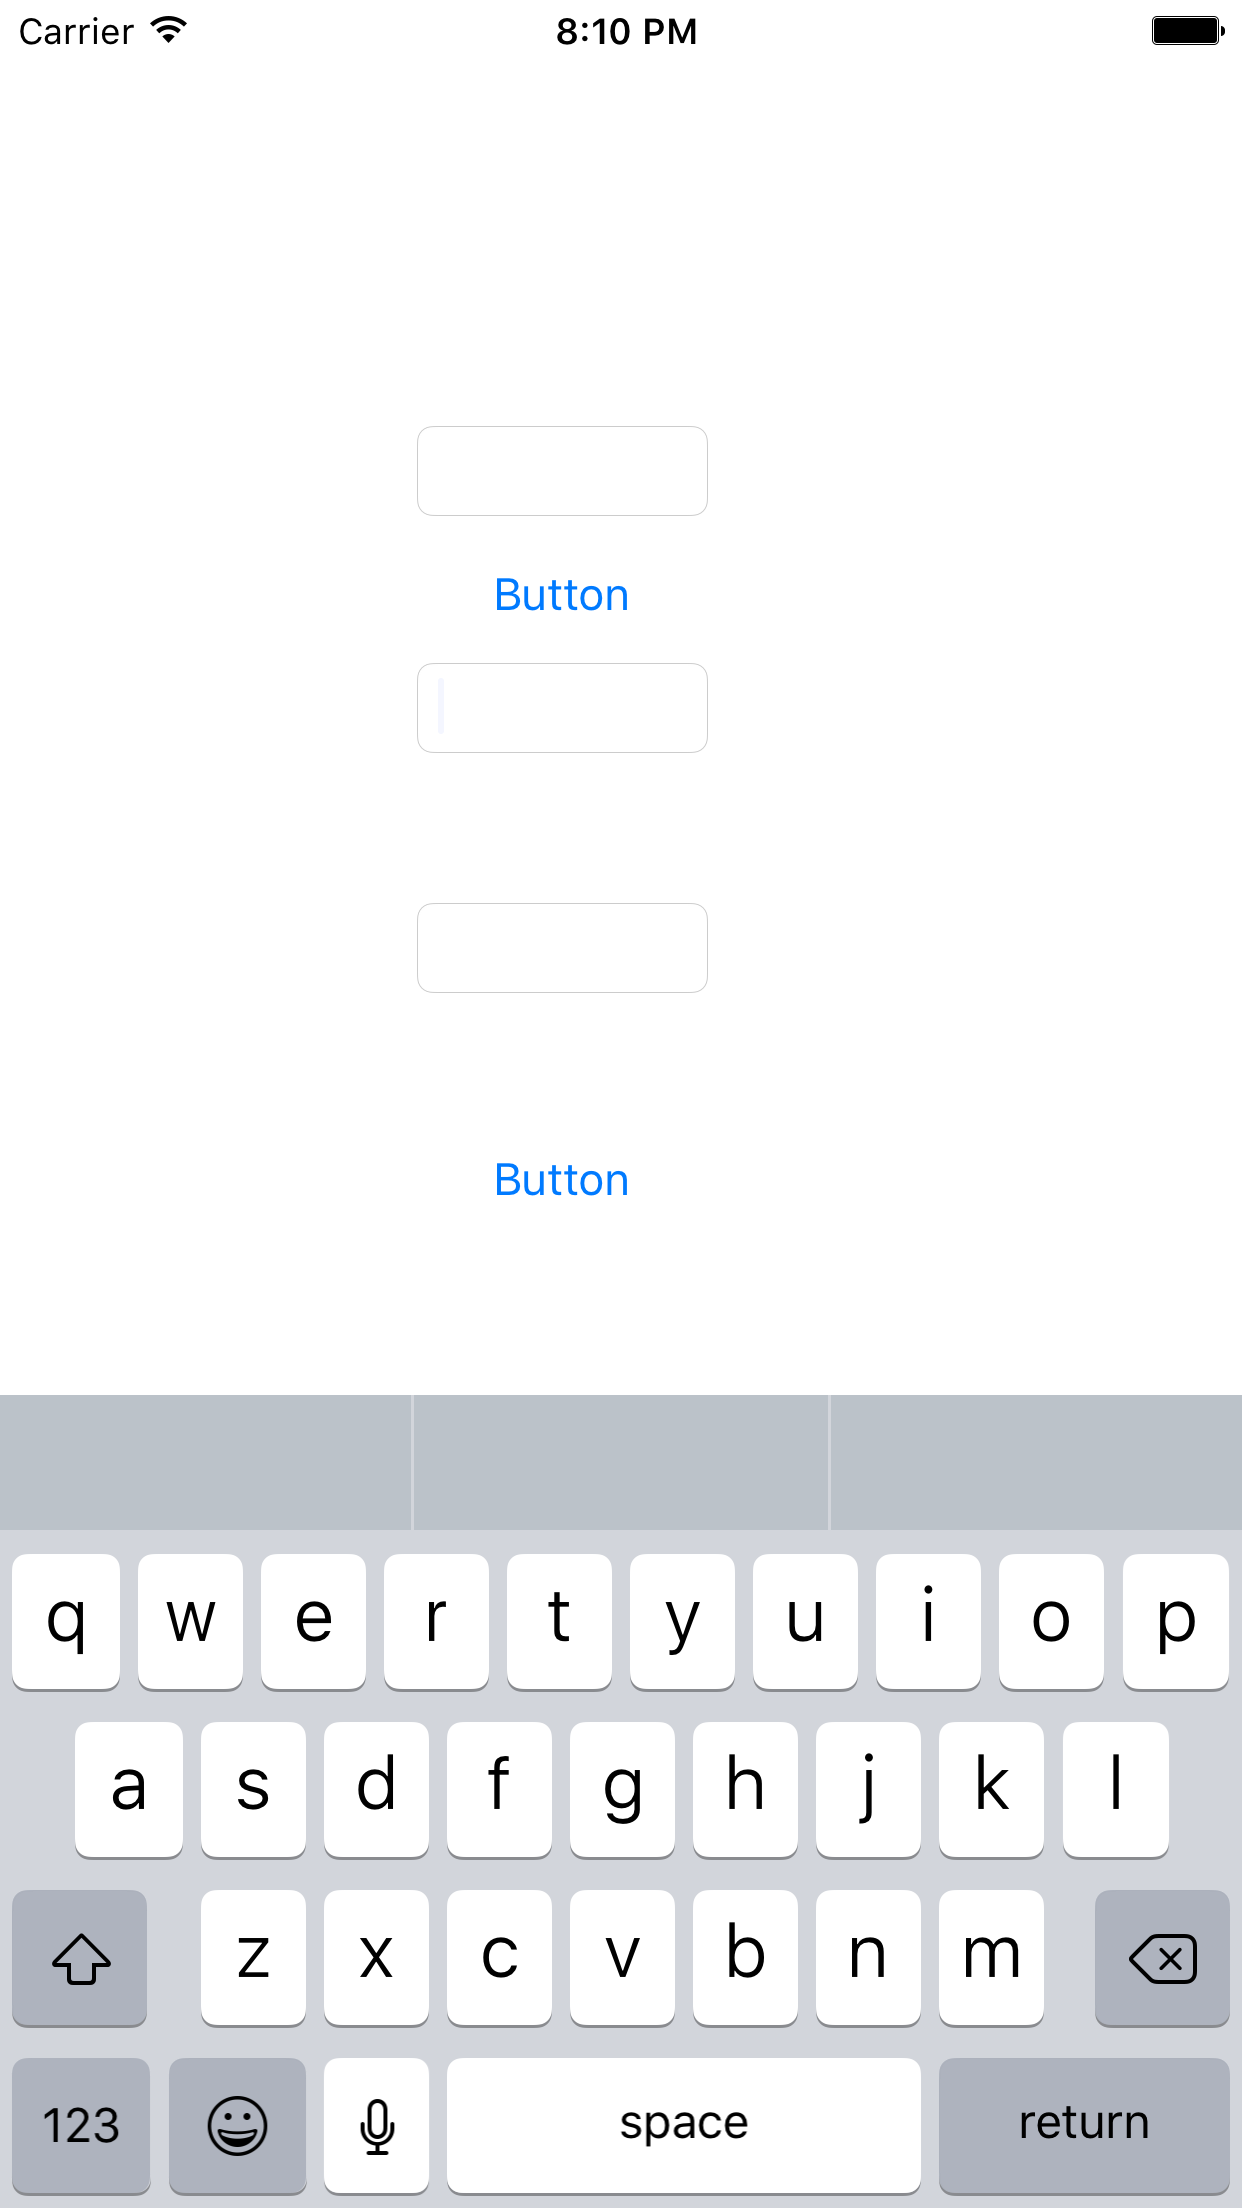 Carrier 8:10 PM
Button
Button
q w e r t y u i o p
a s d f g h j k l
z x c v b n m
123 space return